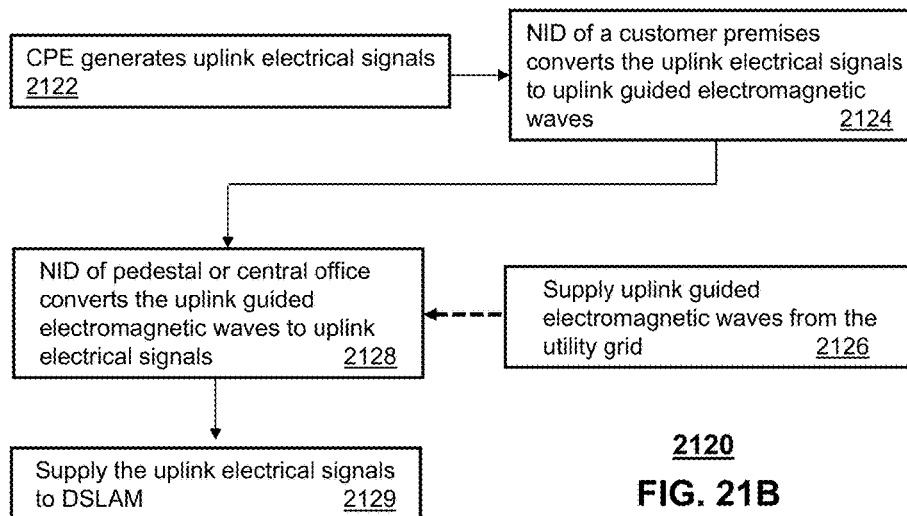 CPE generates uplink electrical signals
2122
NID of a customer premises
converts the uplink electrical signals
to uplink guided electromagnetic
waves 2124
NID of pedestal or central office
converts the uplink guided
electromagnetic waves to uplink
electrical signals 2128
Supply uplink guided
electromagnetic waves from the
utility grid 2126
Supply the uplink electrical signals
to DSLAM 2129
2120
FIG. 21B